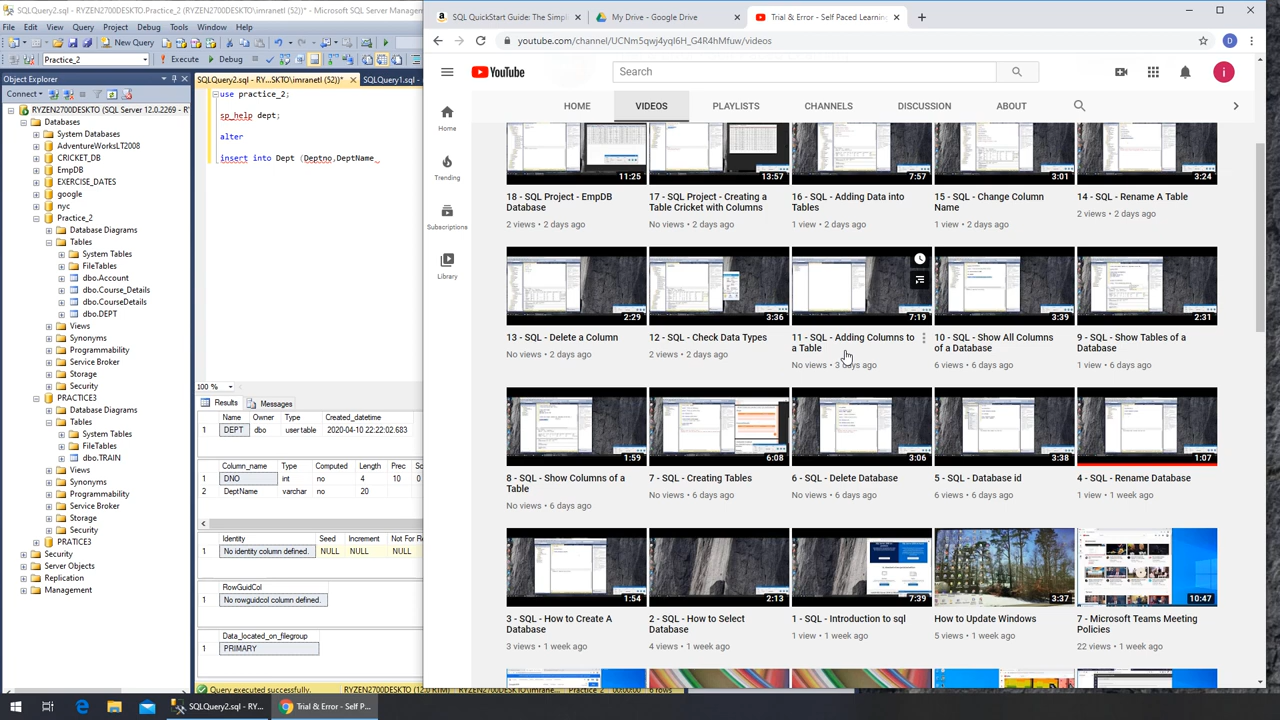 SQLQuery2.sql - RYZEN2700DESKTO.Practice_2 (RYZEN2700DESKTO\imranetl (52))* - Microsoft SQL Server Manag
File Edit View Query Project Debug Tools Window Help
New Query
Practice_2
Execute
Debug
Object Explorer
Connect
RYZEN2700DESKTO (SQL Server 12.0.2269 - RYZEN
Databases
System Databases
AdventureWorksLT2008
CRICKET_DB
EmpDB
EXERCISE_DATES
google
nyc
Practice_2
Database Diagrams
Tables
System Tables
FileTables
dbo.Account
dbo.Course_Details
dbo.CourseDetails
dbo.DEPT
Views
Synonyms
Programmability
Service Broker
Storage
Security
PRACTICE3
Database Diagrams
Tables
System Tables
FileTables
dbo.TRAIN
Views
Synonyms
Programmability
Service Broker
Storage
Security
PRATICE3
Security
Server Objects
Replication
Management
SQLQuery2.sql - RY...SKTO\imranetl (52))*
SQLQuery1.sql -
use practice_2;
sp_help dept;
alter
insert into Dept (Deptno,DeptName
100 %
Results
Messages
Name Owner Type Created_datetime
1 DEPT dbo user table 2020-04-10 22:22:02.683
Column_name Type Computed Length Prec
1 DNO int no 4 10 0
2 DeptName varchar no 20
Identity Seed Increment Not For Re
1 No identity column defined. NULL NULL NULL
RowGuidCol
1 No rowguidcol column defined.
Data_located_on_filegroup
1 PRIMARY
Query executed successfully.
SQL QuickStart Guide: The Simpli
My Drive - Google Drive
Trial & Error - Self Paced Learnin
youtube.com/channel/UCNm5qwj4yqI6H_G4R4hMfuw/videos
D
YouTube
Search
i
Home
Trending
Subscriptions
Library
HOME VIDEOS PLAYLISTS CHANNELS DISCUSSION ABOUT
11:25
18 - SQL Project - EmpDB
Database
2 views • 2 days ago
13:57
17 - SQL Project - Creating a
Table Cricket with Columns
No views • 2 days ago
7:57
16 - SQL - Adding Data into
Tables
1 view • 2 days ago
3:01
15 - SQL - Change Column
Name
1 view • 2 days ago
3:24
14 - SQL - Rename A Table
2 views • 2 days ago
2:29
13 - SQL - Delete a Column
No views • 2 days ago
3:36
12 - SQL - Check Data Types
2 views • 2 days ago
7:19
11 - SQL - Adding Columns to
a Table
No views • 3 days ago
3:39
10 - SQL - Show All Columns
of a Database
6 views • 6 days ago
2:31
9 - SQL - Show Tables of a
Database
1 view • 6 days ago
1:59
8 - SQL - Show Columns of a
Table
No views • 6 days ago
6:08
7 - SQL - Creating Tables
No views • 6 days ago
3:06
6 - SQL - Delete Database
No views • 6 days ago
3:38
5 - SQL - Database id
6 views • 6 days ago
1:07
4 - SQL - Rename Database
1 view • 1 week ago
1:54
3 - SQL - How to Create A
Database
3 views • 1 week ago
2:13
2 - SQL - How to Select
Database
4 views • 1 week ago
7:39
1 - SQL - Introduction to sql
1 view • 1 week ago
3:37
How to Update Windows
5 views • 1 week ago
10:47
7 - Microsoft Teams Meeting
Policies
22 views • 1 week ago
SQLQuery2.sql - RY...
Trial & Error - Self P...